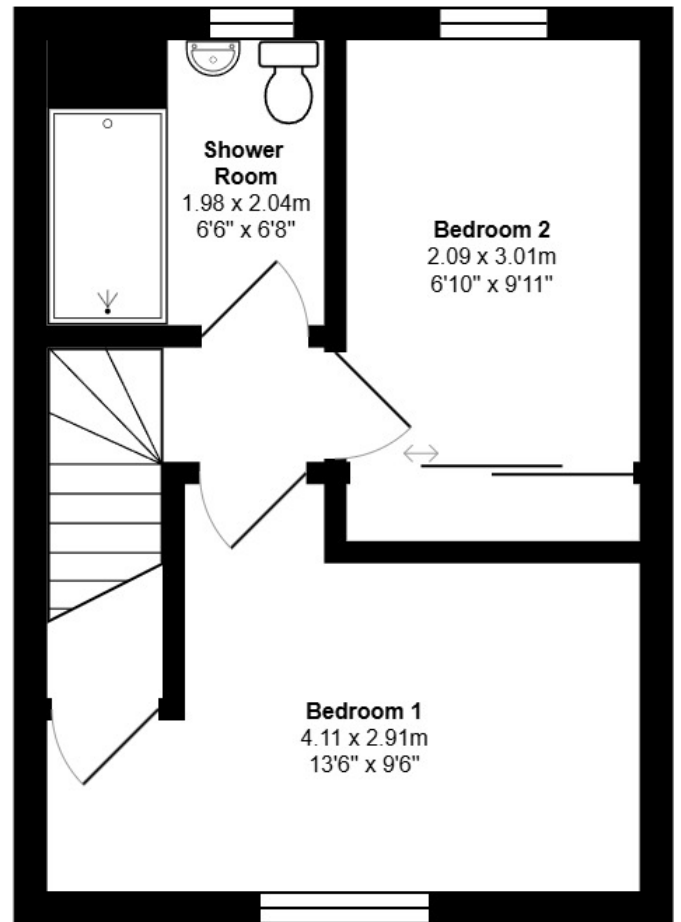 Shower
Room
1.98 x 2.04m
6'6" x 6'8"
Bedroom 2
2.09 x 3.01m
6'10" x 9'11"
Bedroom 1
4.11 x 2.91m
13'6" x 9'6"